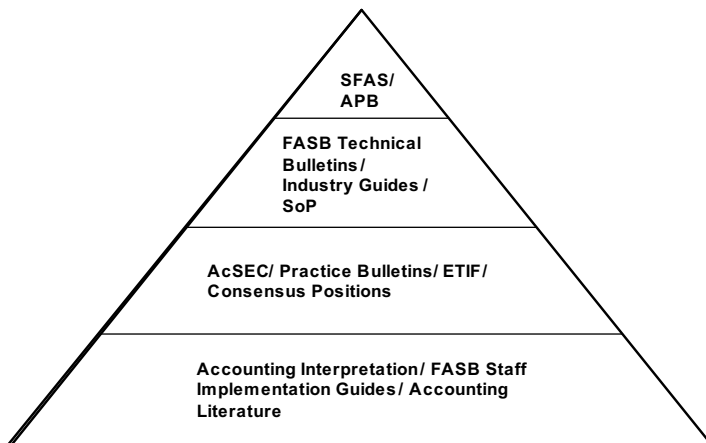 SFAS/
APB
FASB Technical
Bulletins/
Industry Guides /
SoP
AcSEC/ Practice Bulletins/ ETIF/
Consensus Positions
Accounting Interpretation/ FASB Staff
Implementation Guides/ Accounting
Literature